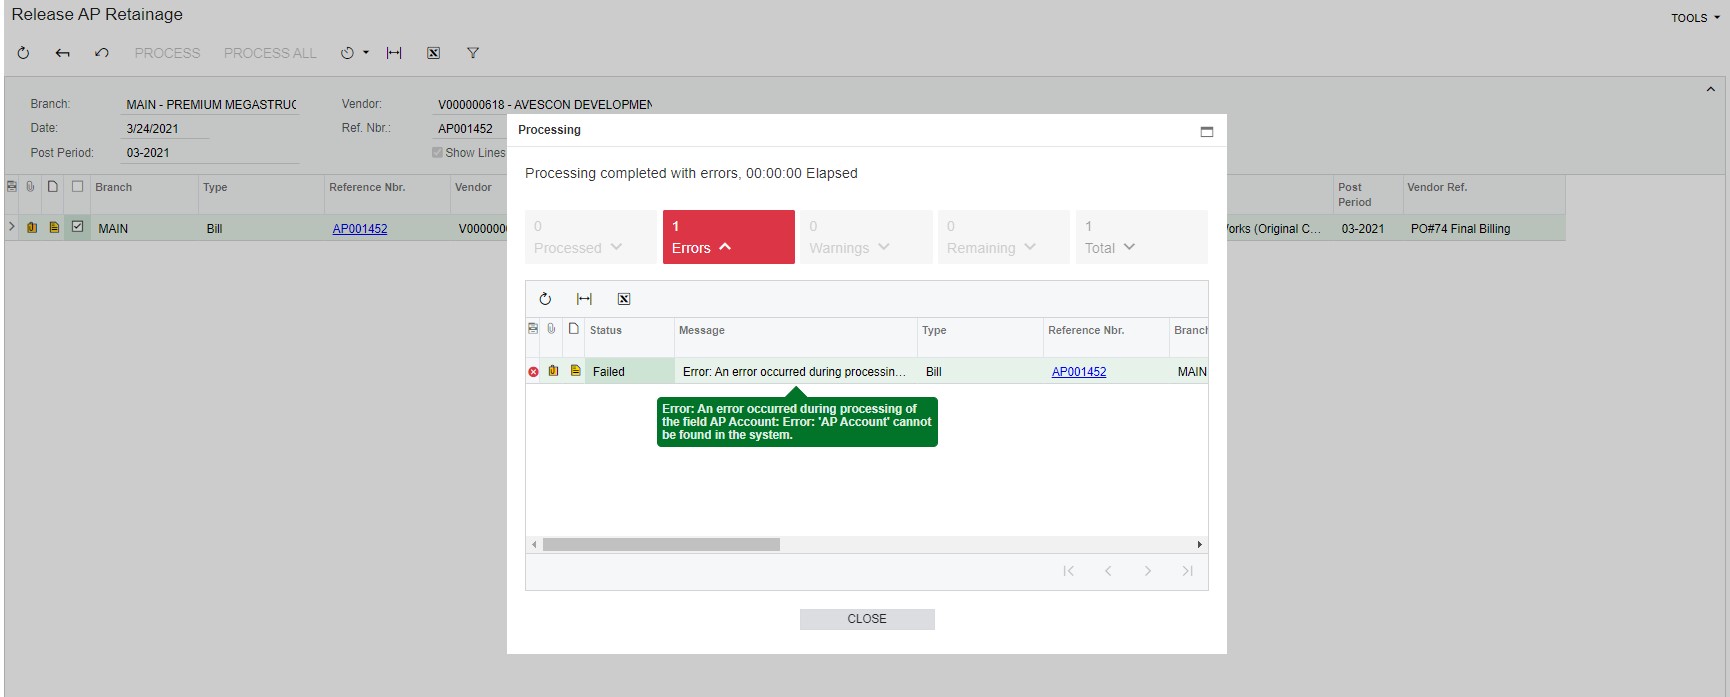 Release AP Retainage
TOOLS
PROCESS PROCESS ALL
Branch: MAIN - PREMIUM MEGASTRUC Vendor: V000000618 - AVESCON DEVELOPMEN
Date: 3/24/2021 Ref. Nbr.: AP001452
Post Period: 03-2021 Show Lines
Branch Type Reference Nbr. Vendor Post Period Vendor Ref.
MAIN Bill AP001452 V00000 orks (Original C... 03-2021 PO#74 Final Billing
Processing
Processing completed with errors, 00:00:00 Elapsed
0 1 0 0 1
Processed Errors Warnings Remaining Total
Status Message Type Reference Nbr. Branch
Failed Error: An error occurred during processin... Bill AP001452 MAIN
Error: An error occurred during processing of
the field AP Account: Error: 'AP Account' cannot
be found in the system.
CLOSE